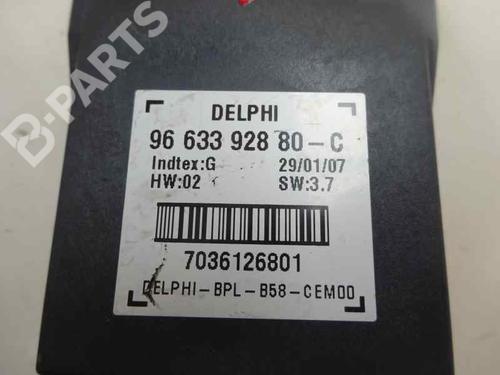 B-PARTS
DELPHI
96 633 928 80-C
Indtex:G 29/01/07
HW:02 SW:3.7
7036126801
DELPHI-BPL-B58-CEM00